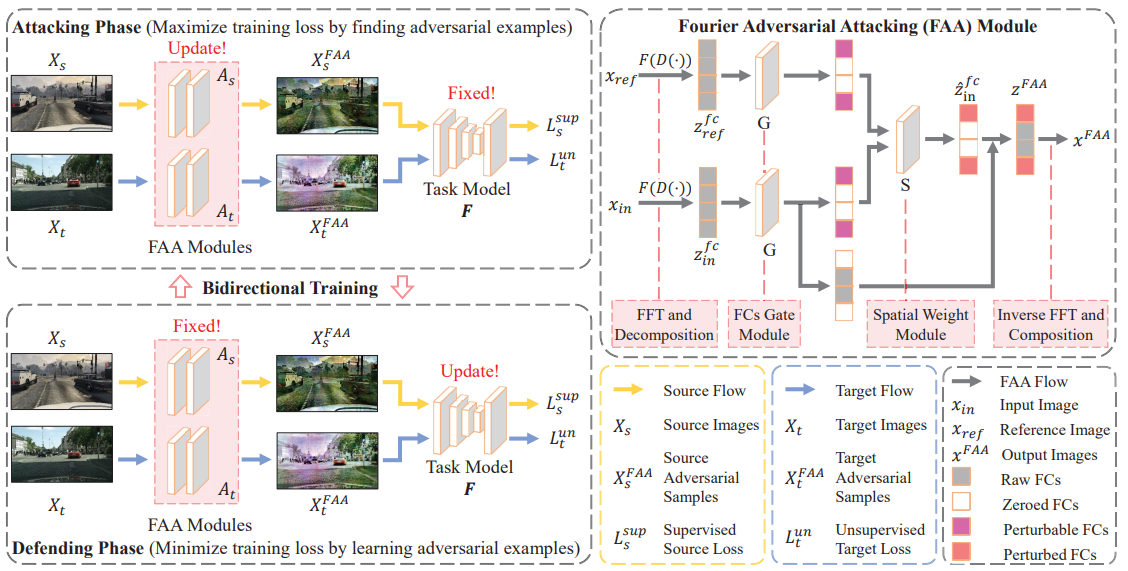 Attacking Phase (Maximize training loss by finding adversarial examples)
X_s
Update!
A_s
X_s^{FAA}
Fixed!
L_s^{sup}
L_t^{un}
Task Model
F
A_t
X_t
X_t^{FAA}
FAA Modules
Bidirectional Training
X_s
Fixed!
A_s
X_s^{FAA}
Update!
L_s^{sup}
L_t^{un}
Task Model
F
A_t
X_t
X_t^{FAA}
FAA Modules
Defending Phase (Minimize training loss by learning adversarial examples)
Fourier Adversarial Attacking (FAA) Module
x_{ref}
F(D(·))
z_{ref}^{fc}
G
ẑ_{in}^{fc}
z^{FAA}
x^{FAA}
S
x_{in}
F(D(·))
z_{in}^{fc}
G
FFT and
Decomposition
FCs Gate
Module
Spatial Weight
Module
Inverse FFT and
Composition
Source Flow
X_s
Source Images
X_s^{FAA}
Source
Adversarial
Samples
L_s^{sup}
Supervised
Source Loss
Target Flow
X_t
Target Images
X_t^{FAA}
Target
Adversarial
Samples
L_t^{un}
Unsupervised
Target Loss
FAA Flow
x_{in} Input Image
x_{ref} Reference Image
x^{FAA} Output Images
Raw FCs
Zeroed FCs
Perturbable FCs
Perturbed FCs